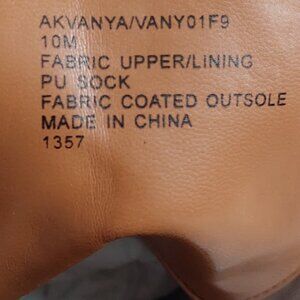 AKVANYA/VANY01F9
10M
FABRIC UPPER/LINING
PU SOCK
FABRIC COATED OUTSOLE
MADE IN CHINA
1357